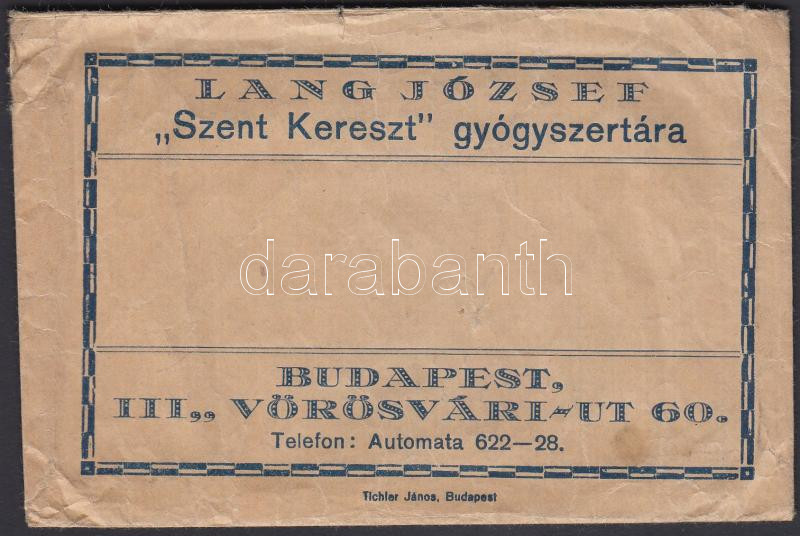 LANG JÓZSEF
„Szent Kereszt” gyógyszertára
darabanth
BUDAPEST,
III,, VÖRÖSVÁRI-UT 60.
Telefon: Automata 622—28.
Tichler János, Budapest